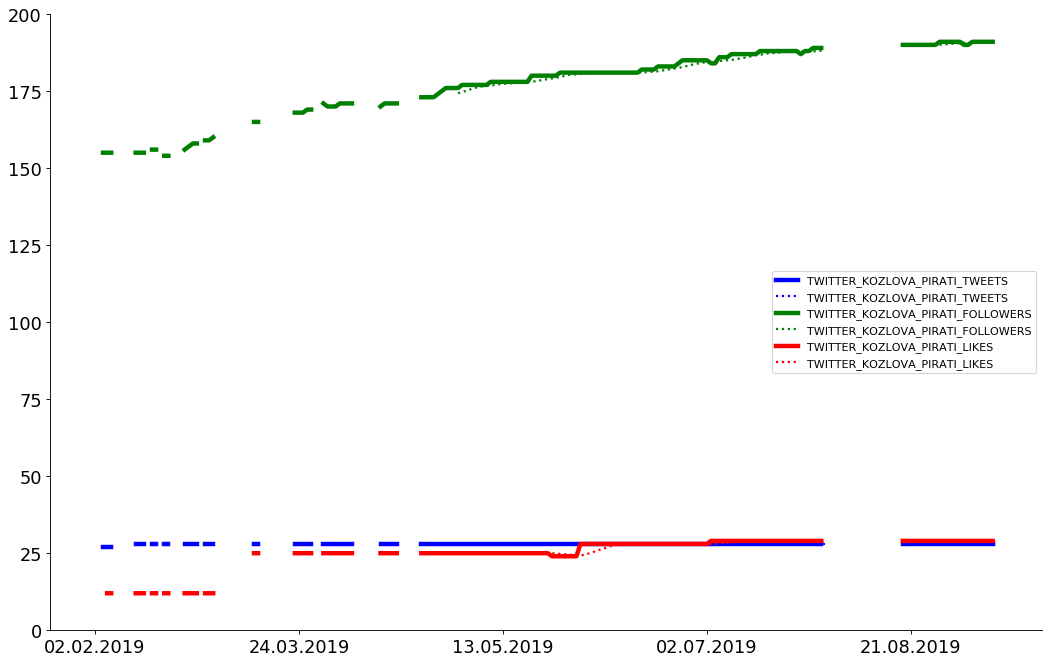 200
175
150
125
100
75
50
25
0
02.02.2019 24.03.2019 13.05.2019 02.07.2019 21.08.2019
TWITTER_KOZLOVA_PIRATI_TWEETS
TWITTER_KOZLOVA_PIRATI_TWEETS
TWITTER_KOZLOVA_PIRATI_FOLLOWERS
TWITTER_KOZLOVA_PIRATI_FOLLOWERS
TWITTER_KOZLOVA_PIRATI_LIKES
TWITTER_KOZLOVA_PIRATI_LIKES